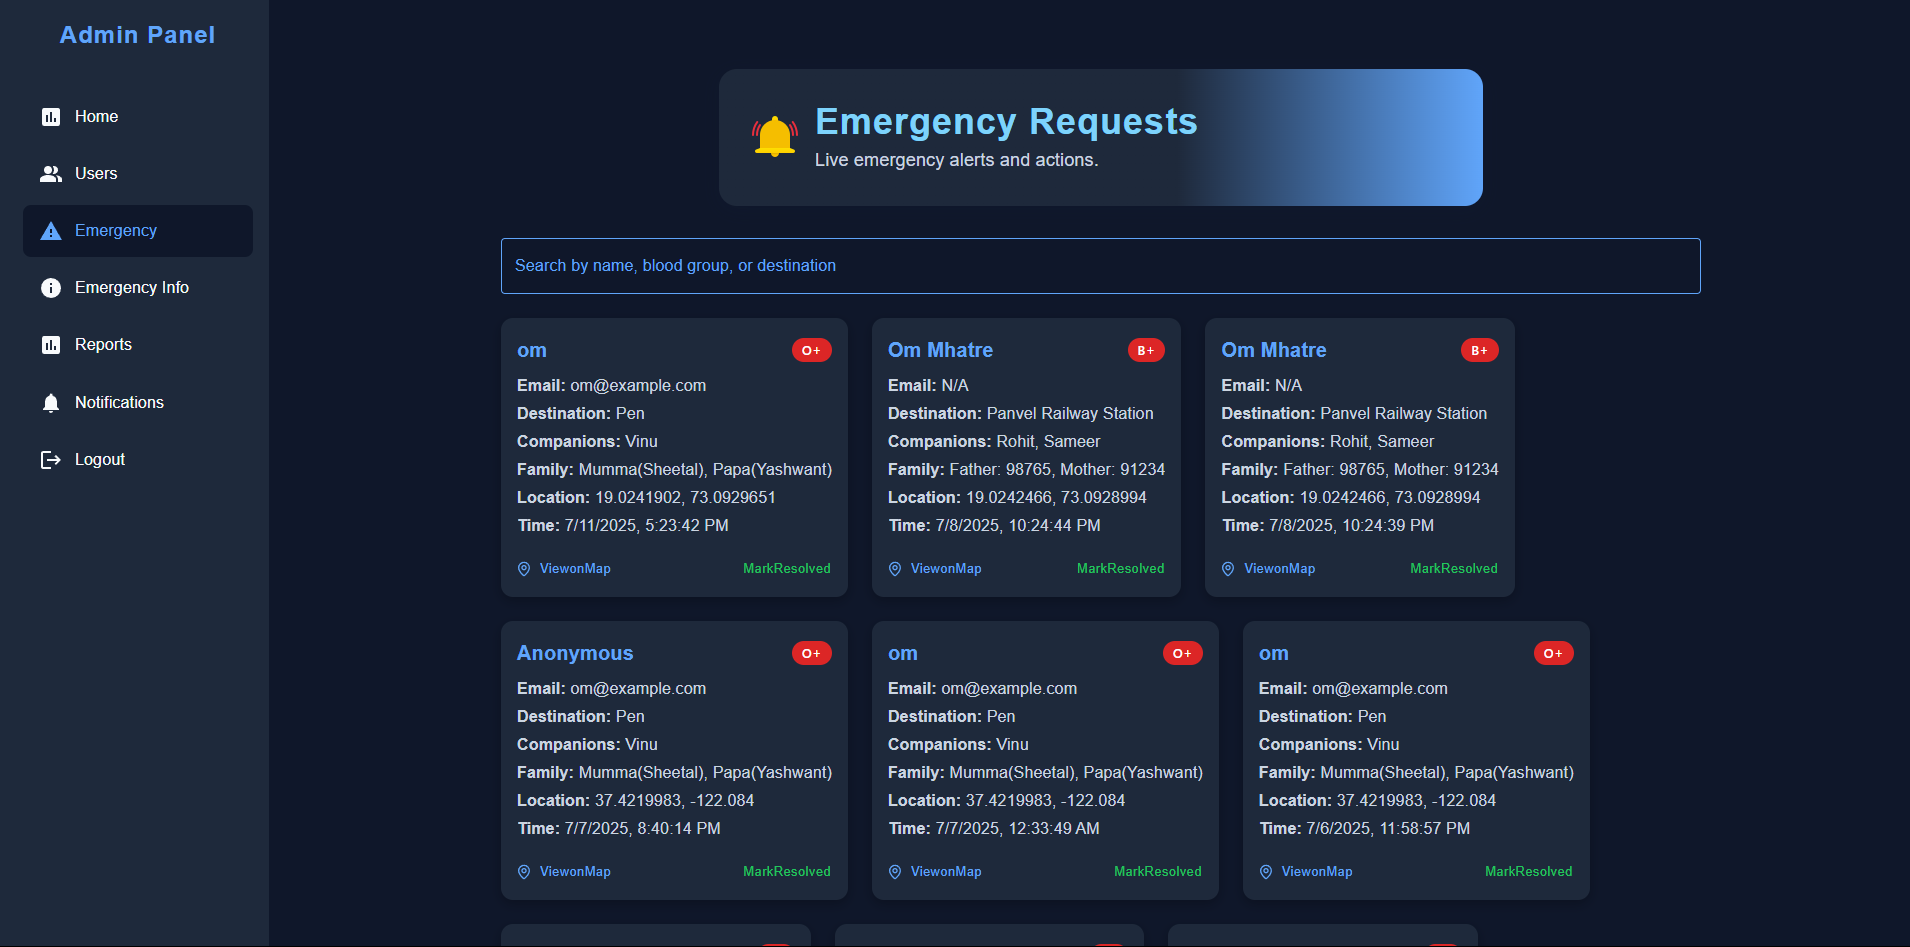 Admin Panel
Home
Users
Emergency
Emergency Info
Reports
Notifications
Logout
Emergency Requests
Live emergency alerts and actions.
Search by name, blood group, or destination
om
O+
Email: om@example.com
Destination: Pen
Companions: Vinu
Family: Mumma(Sheetal), Papa(Yashwant)
Location: 19.0241902, 73.0929651
Time: 7/11/2025, 5:23:42 PM
ViewonMap
MarkResolved
Om Mhatre
B+
Email: N/A
Destination: Panvel Railway Station
Companions: Rohit, Sameer
Family: Father: 98765, Mother: 91234
Location: 19.0242466, 73.0928994
Time: 7/8/2025, 10:24:44 PM
ViewonMap
MarkResolved
Om Mhatre
B+
Email: N/A
Destination: Panvel Railway Station
Companions: Rohit, Sameer
Family: Father: 98765, Mother: 91234
Location: 19.0242466, 73.0928994
Time: 7/8/2025, 10:24:39 PM
ViewonMap
MarkResolved
Anonymous
O+
Email: om@example.com
Destination: Pen
Companions: Vinu
Family: Mumma(Sheetal), Papa(Yashwant)
Location: 37.4219983, -122.084
Time: 7/7/2025, 8:40:14 PM
ViewonMap
MarkResolved
om
O+
Email: om@example.com
Destination: Pen
Companions: Vinu
Family: Mumma(Sheetal), Papa(Yashwant)
Location: 37.4219983, -122.084
Time: 7/7/2025, 12:33:49 AM
ViewonMap
MarkResolved
om
O+
Email: om@example.com
Destination: Pen
Companions: Vinu
Family: Mumma(Sheetal), Papa(Yashwant)
Location: 37.4219983, -122.084
Time: 7/6/2025, 11:58:57 PM
ViewonMap
MarkResolved